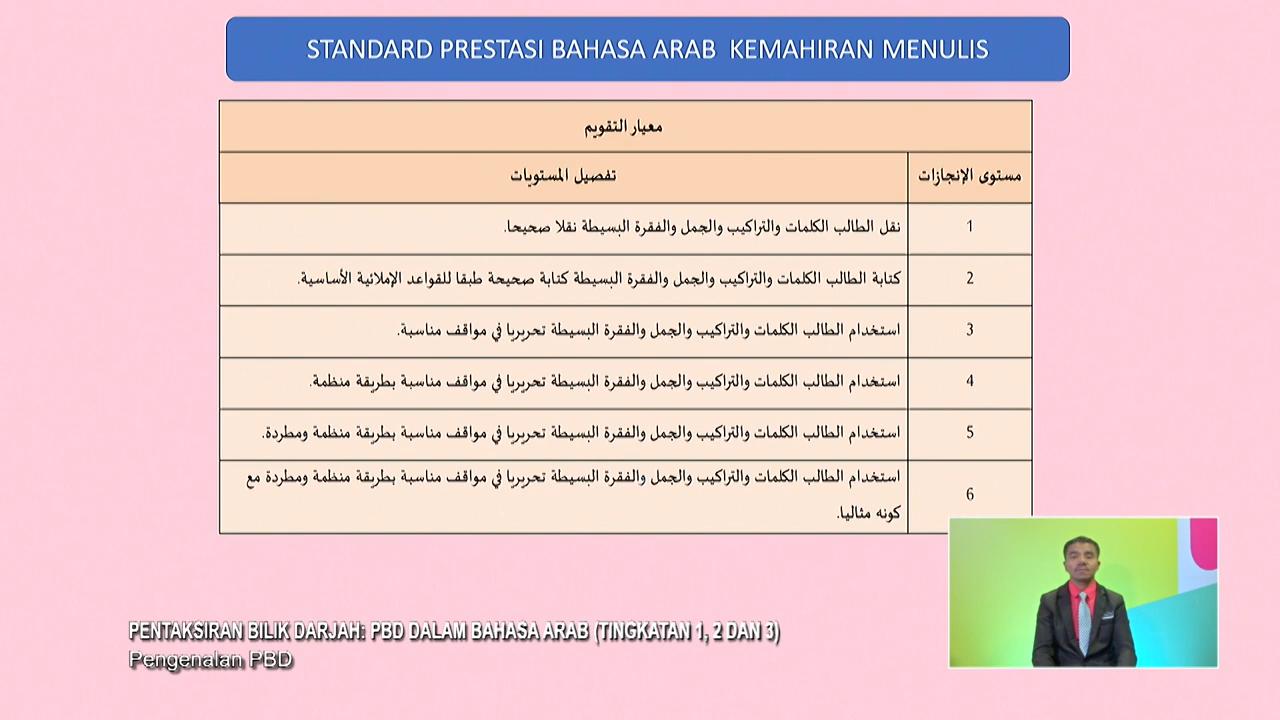 STANDARD PRESTASI BAHASA ARAB KEMAHIRAN MENULIS
معيار التقويم
مستوى الإنجازات
تفصيل المستويات
1
نقل الطالب الكلمات والتراكيب والجمل والفقرة البسيطة نقلا صحيحا.
2
كتابة الطالب الكلمات والتراكيب والجمل والفقرة البسيطة كتابة صحيحة طبقا للقواعد الإملائية الأساسية.
3
استخدام الطالب الكلمات والتراكيب والجمل والفقرة البسيطة تحريريا في مواقف مناسبة.
4
استخدام الطالب الكلمات والتراكيب والجمل والفقرة البسيطة تحريريا في مواقف مناسبة بطريقة منظمة.
5
استخدام الطالب الكلمات والتراكيب والجمل والفقرة البسيطة تحريريا في مواقف مناسبة بطريقة منظمة ومطردة.
6
استخدام الطالب الكلمات والتراكيب والجمل والفقرة البسيطة تحريريا في مواقف مناسبة بطريقة منظمة ومطردة مع
كونه مثاليا.
PENTAKSIRAN BILIK DARJAH: PBD DALAM BAHASA ARAB (TINGKATAN 1, 2 DAN 3)
Pengenalan PBD